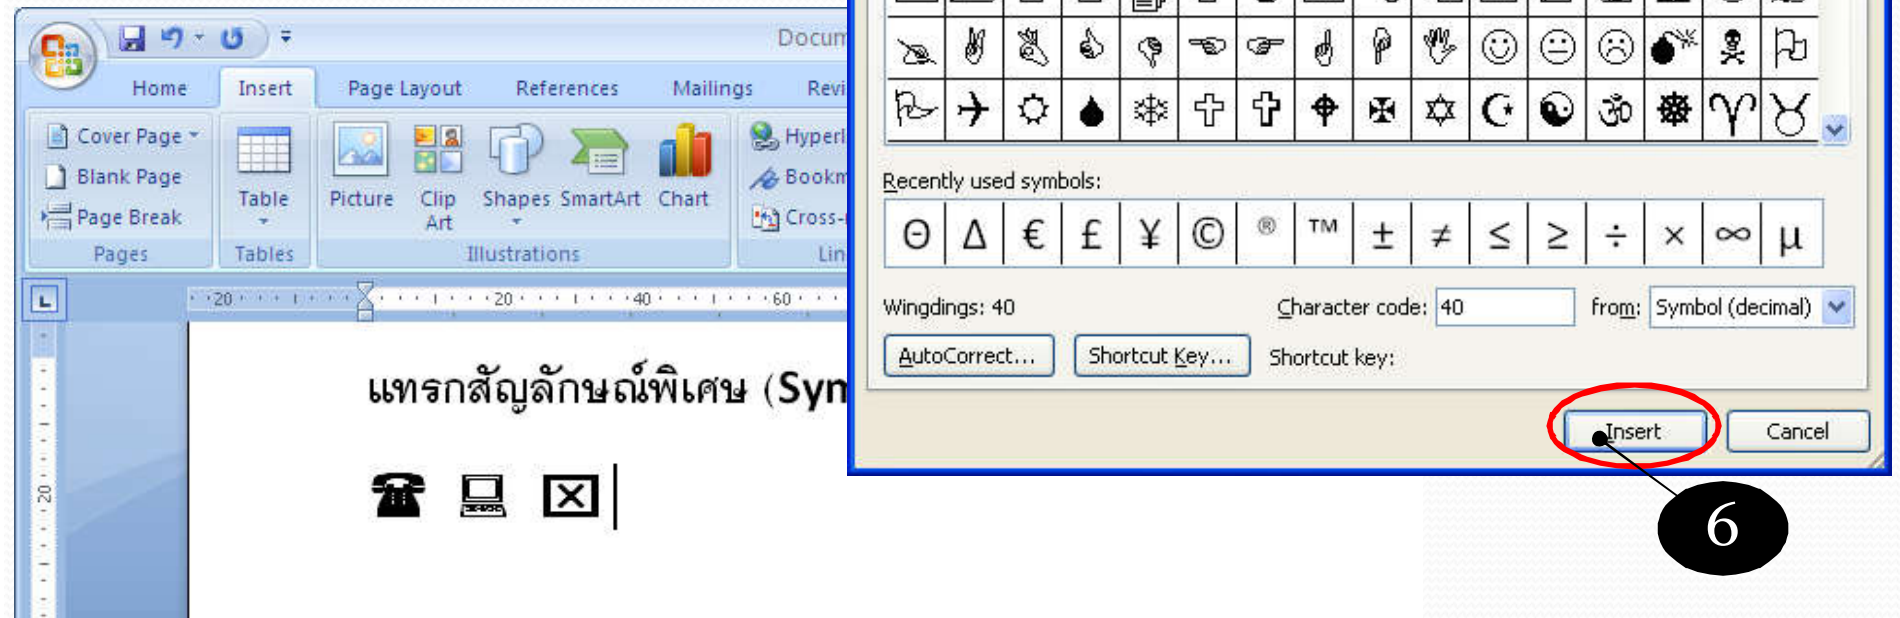 Docum
Home Insert Page Layout References Mailings Revi
Cover Page
Blank Page
Page Break
Table
Picture
Clip Art
Shapes
SmartArt
Chart
Hyperl
Bookm
Cross-r
Pages Tables Illustrations Lin
20 20 40 60
20
แทรกสัญลักษณ์พิเศษ (Sym
Recently used symbols:
Θ Δ € £ ¥ © ® ™ ± ≠ ≤ ≥ ÷ × ∞ µ
Wingdings: 40 Character code: 40 from: Symbol (decimal)
AutoCorrect... Shortcut Key... Shortcut key:
Insert Cancel
6